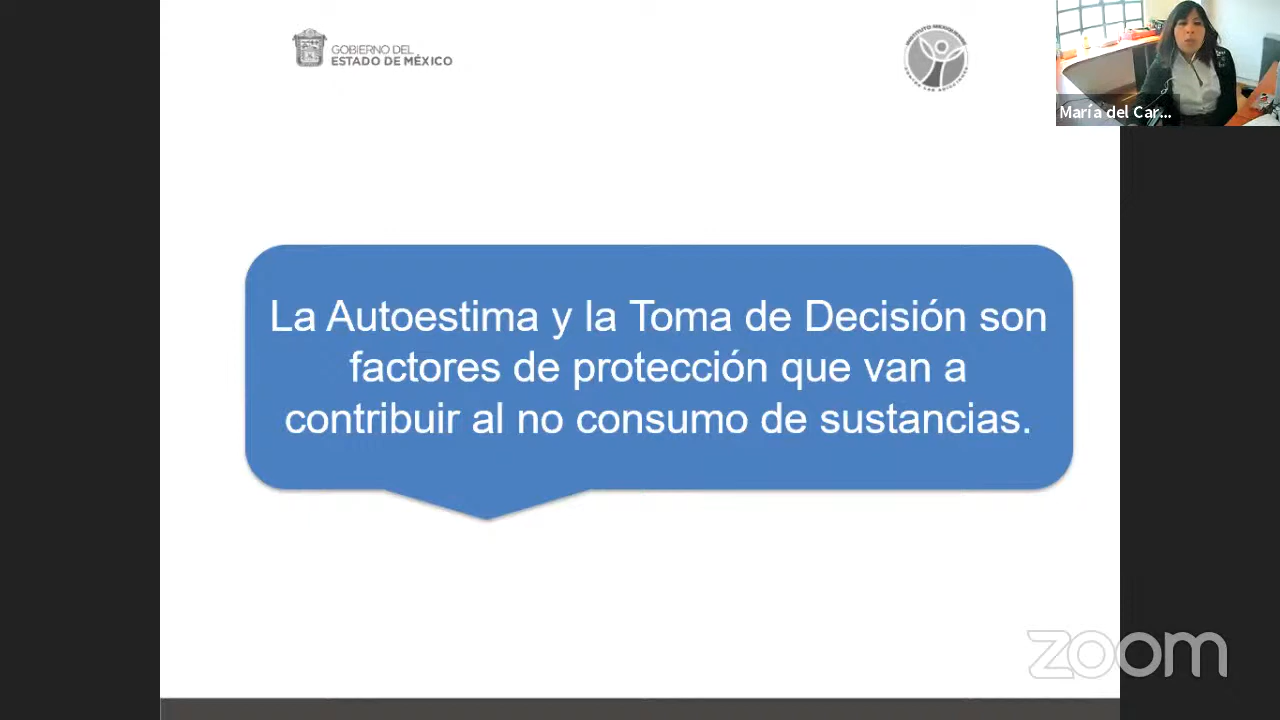 GOBIERNO DEL
ESTADO DE MÉXICO
María del Car...
La Autoestima y la Toma de Decisión son
factores de protección que van a
contribuir al no consumo de sustancias.
zoom